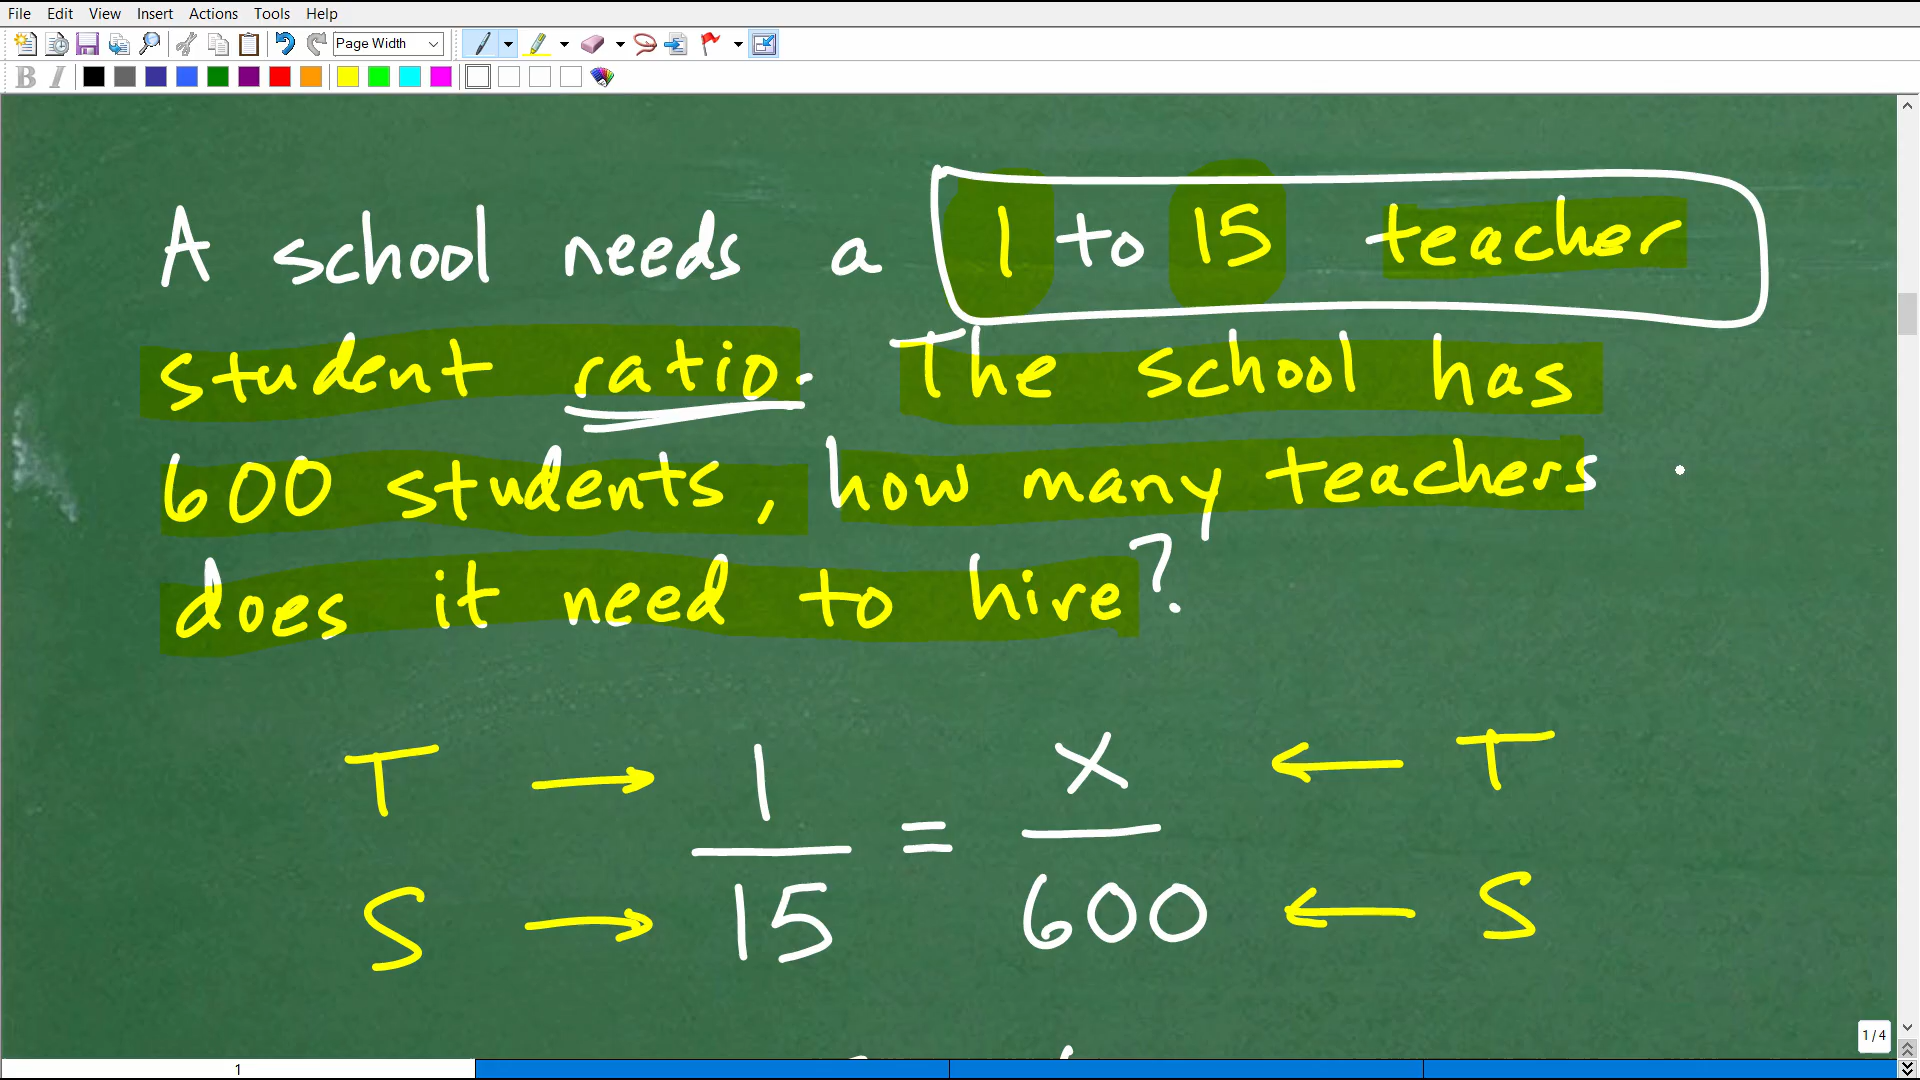 File Edit View Insert Actions Tools Help
Page Width
B I
A school needs a 1 to 15 teacher
student ratio. The school has
600 students, how many teachers
does it need to hire?
T → 1 = x ← T
S → 15 600 ← S
1/4
1